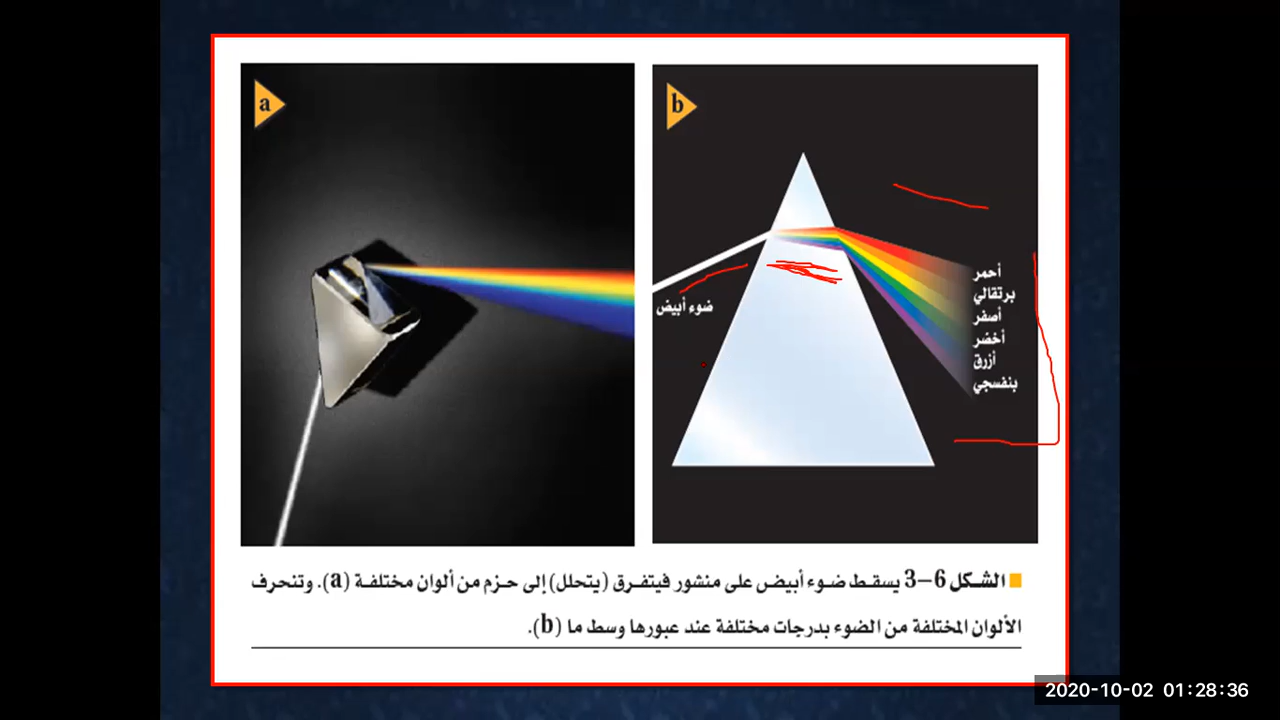 a
b
ضوء أبيض
أحمر
برتقالي
أصفر
أخضر
أزرق
بنفسجي
الشكل 6–3 يسقط ضوء أبيض على منشور فيتفرق (يتحلل) إلى حزم من ألوان مختلفة (a). وتنحرف
الألوان المختلفة من الضوء بدرجات مختلفة عند عبورها وسط ما (b).
2020-10-02 01:28:36